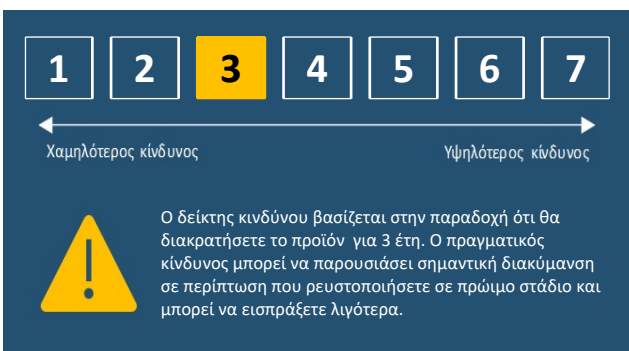 1 2 3 4 5 6 7
Χαμηλότερος κίνδυνος Υψηλότερος κίνδυνος
Ο δείκτης κινδύνου βασίζεται στην παραδοχή ότι θα
διακρατήσετε το προϊόν για 3 έτη. Ο πραγματικός
κίνδυνος μπορεί να παρουσιάσει σημαντική διακύμανση
σε περίπτωση που ρευστοποιήσετε σε πρώιμο στάδιο και
μπορεί να εισπράξετε λιγότερα.